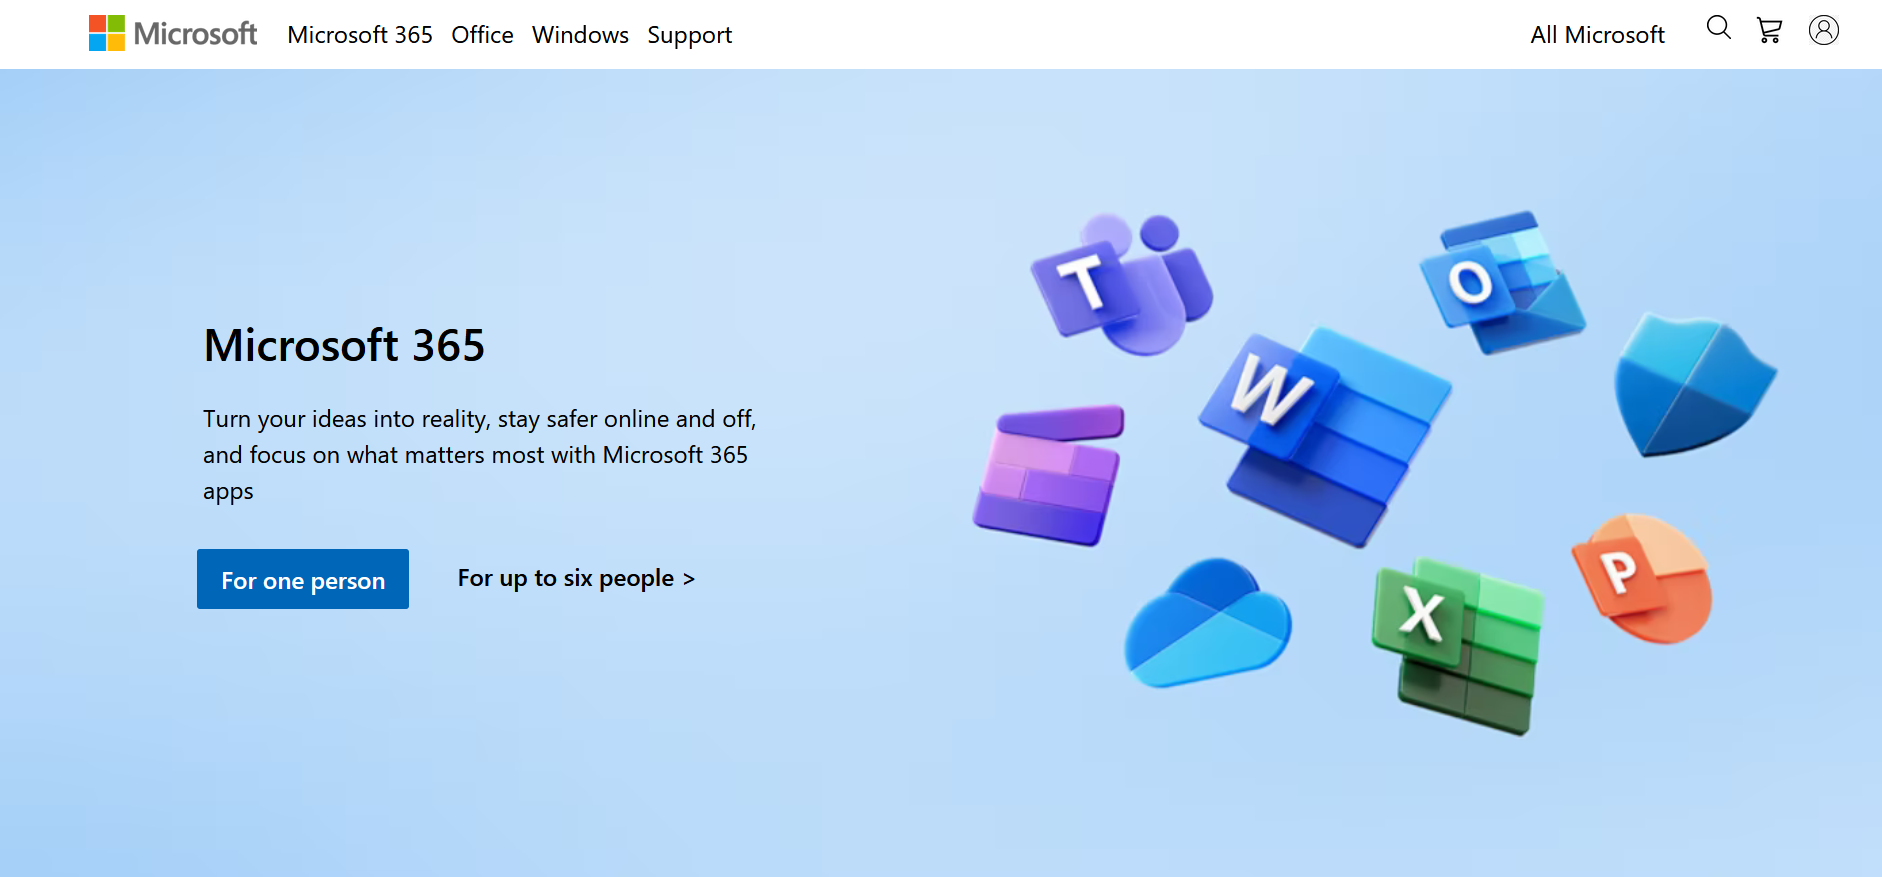 Microsoft Microsoft 365 Office Windows Support All Microsoft
T
O
W
Microsoft 365
Turn your ideas into reality, stay safer online and off,
and focus on what matters most with Microsoft 365
apps
For one person For up to six people >
P
X